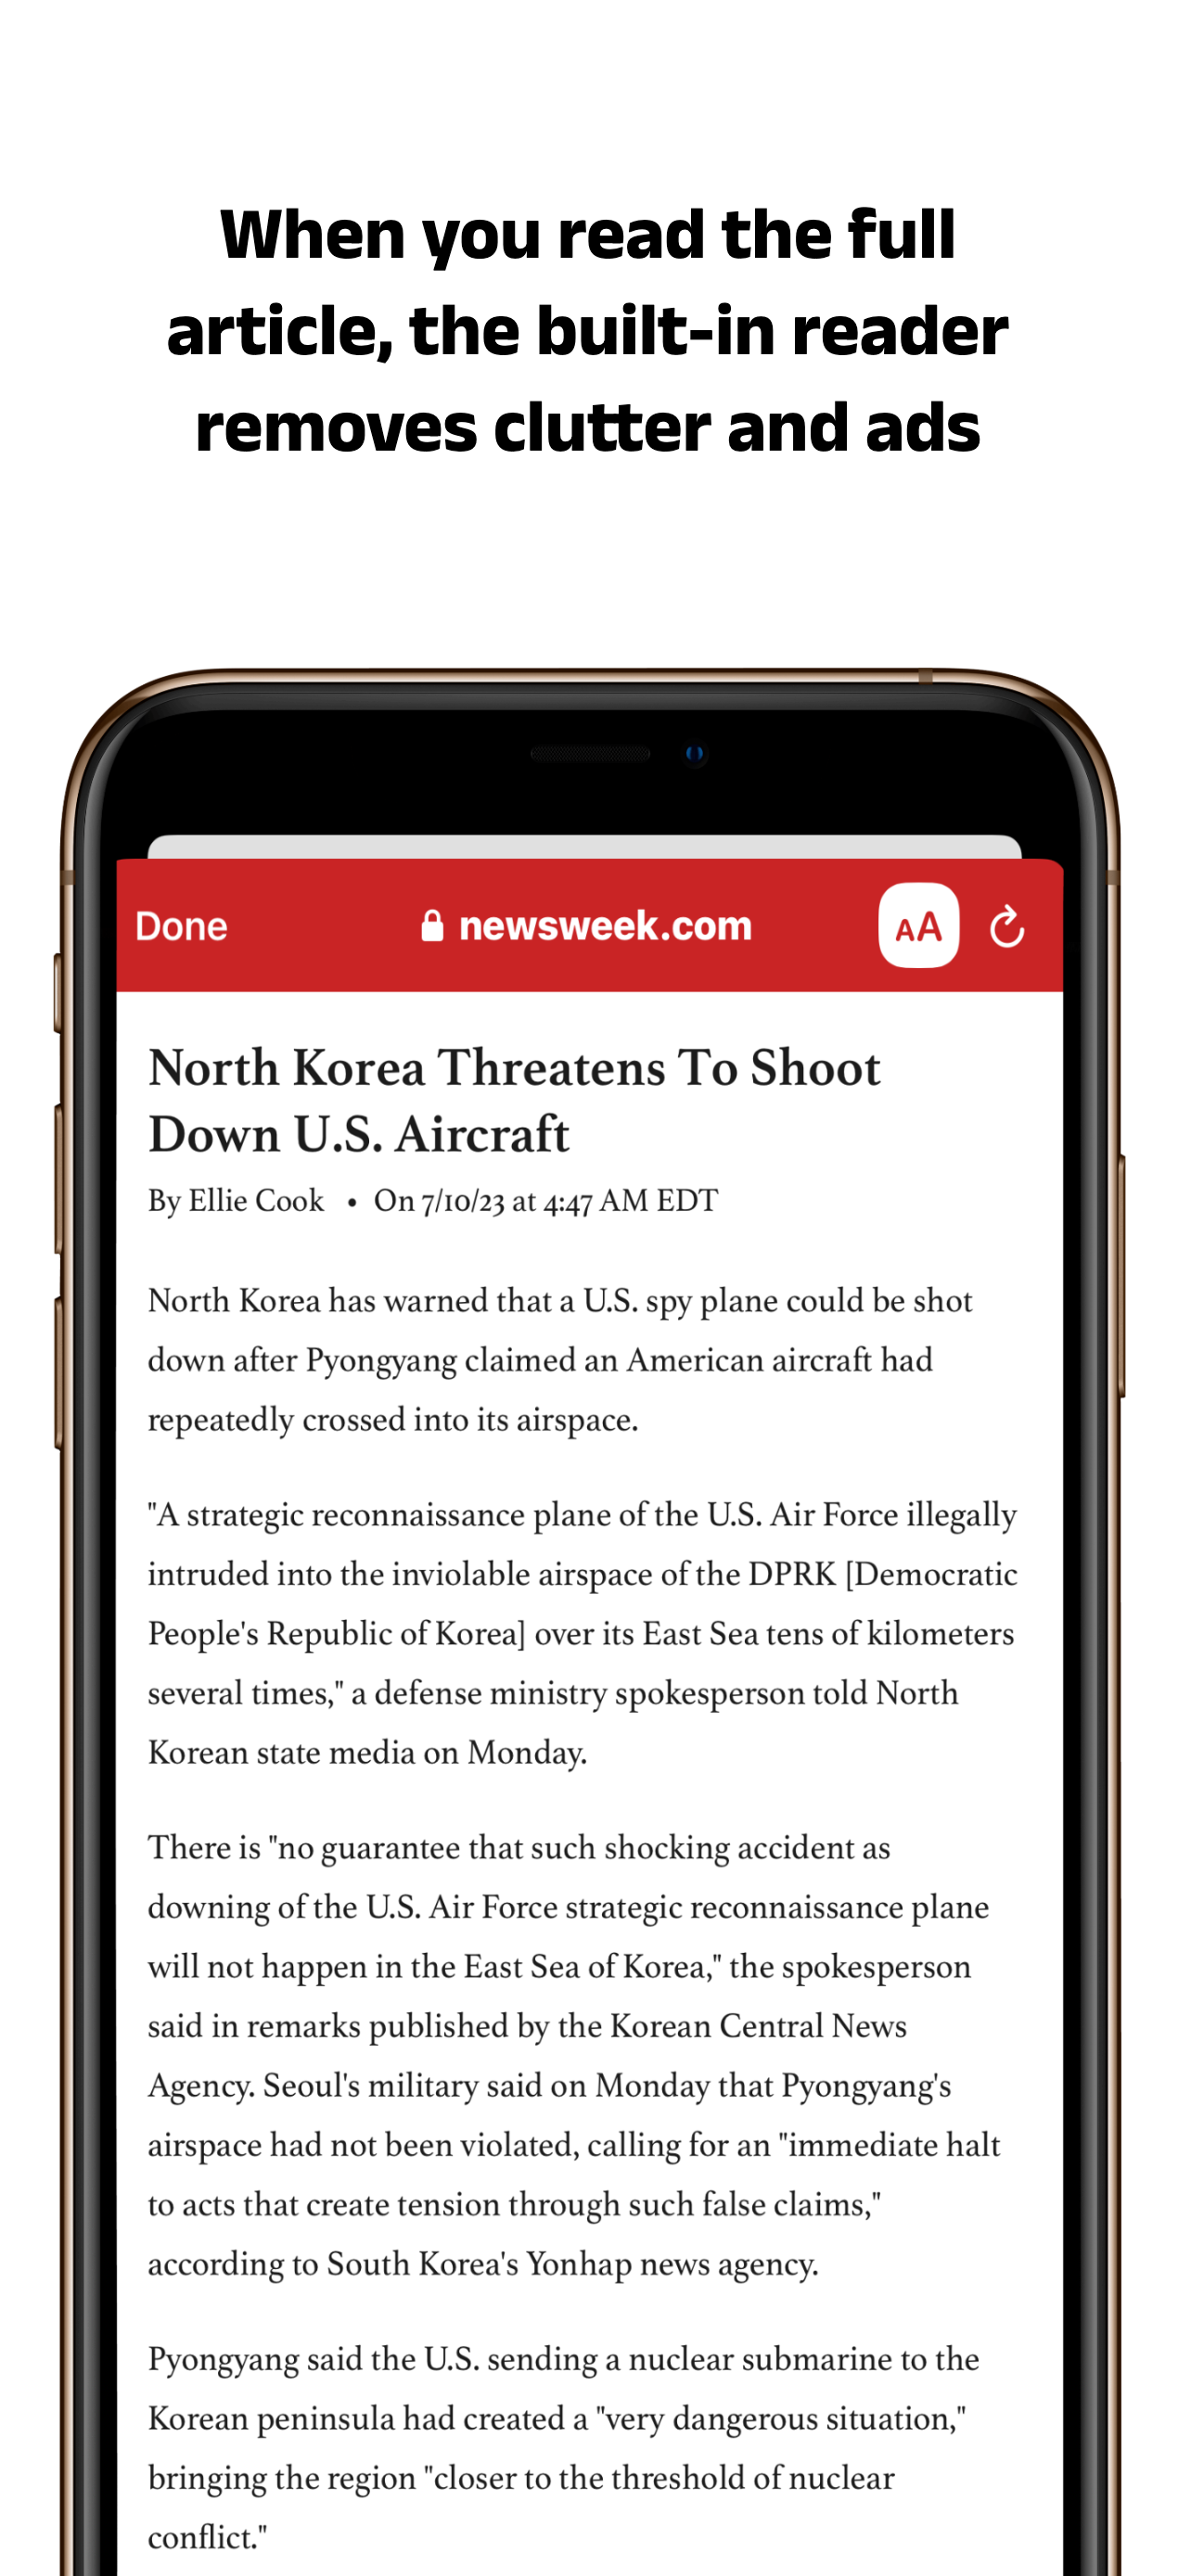 When you read the full
article, the built-in reader
removes clutter and ads
Done
newsweek.com
AA
North Korea Threatens To Shoot
Down U.S. Aircraft
By Ellie Cook • On 7/10/23 at 4:47 AM EDT
North Korea has warned that a U.S. spy plane could be shot
down after Pyongyang claimed an American aircraft had
repeatedly crossed into its airspace.
"A strategic reconnaissance plane of the U.S. Air Force illegally
intruded into the inviolable airspace of the DPRK [Democratic
People's Republic of Korea] over its East Sea tens of kilometers
several times," a defense ministry spokesperson told North
Korean state media on Monday.
There is "no guarantee that such shocking accident as
downing of the U.S. Air Force strategic reconnaissance plane
will not happen in the East Sea of Korea," the spokesperson
said in remarks published by the Korean Central News
Agency. Seoul's military said on Monday that Pyongyang's
airspace had not been violated, calling for an "immediate halt
to acts that create tension through such false claims,"
according to South Korea's Yonhap news agency.
Pyongyang said the U.S. sending a nuclear submarine to the
Korean peninsula had created a "very dangerous situation,"
bringing the region "closer to the threshold of nuclear
conflict."